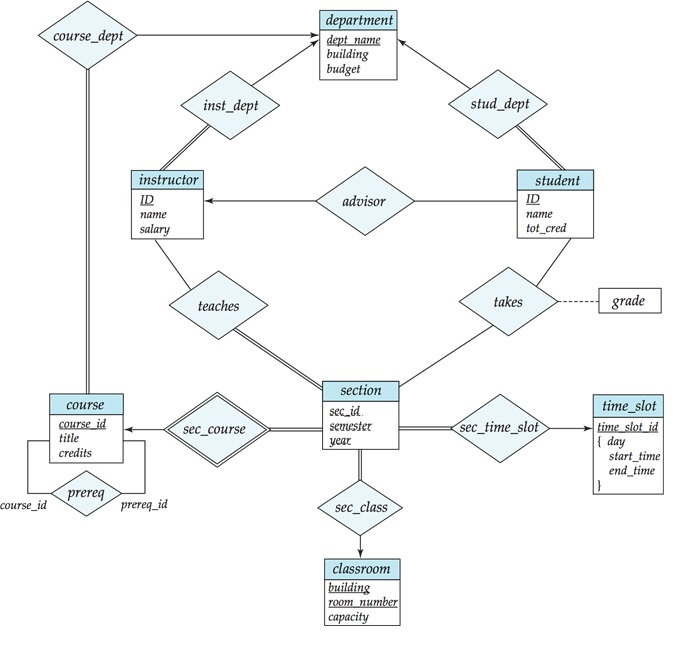 department
dept_name
building
budget
course_dept
inst_dept
stud_dept
instructor
ID
name
salary
advisor
student
ID
name
tot_cred
teaches
takes
grade
course
course_id
title
credits
sec_course
section
sec_id
semester
year
sec_time_slot
time_slot
time_slot_id
{ day
start_time
end_time
}
prereq
course_id
prereq_id
sec_class
classroom
building
room_number
capacity